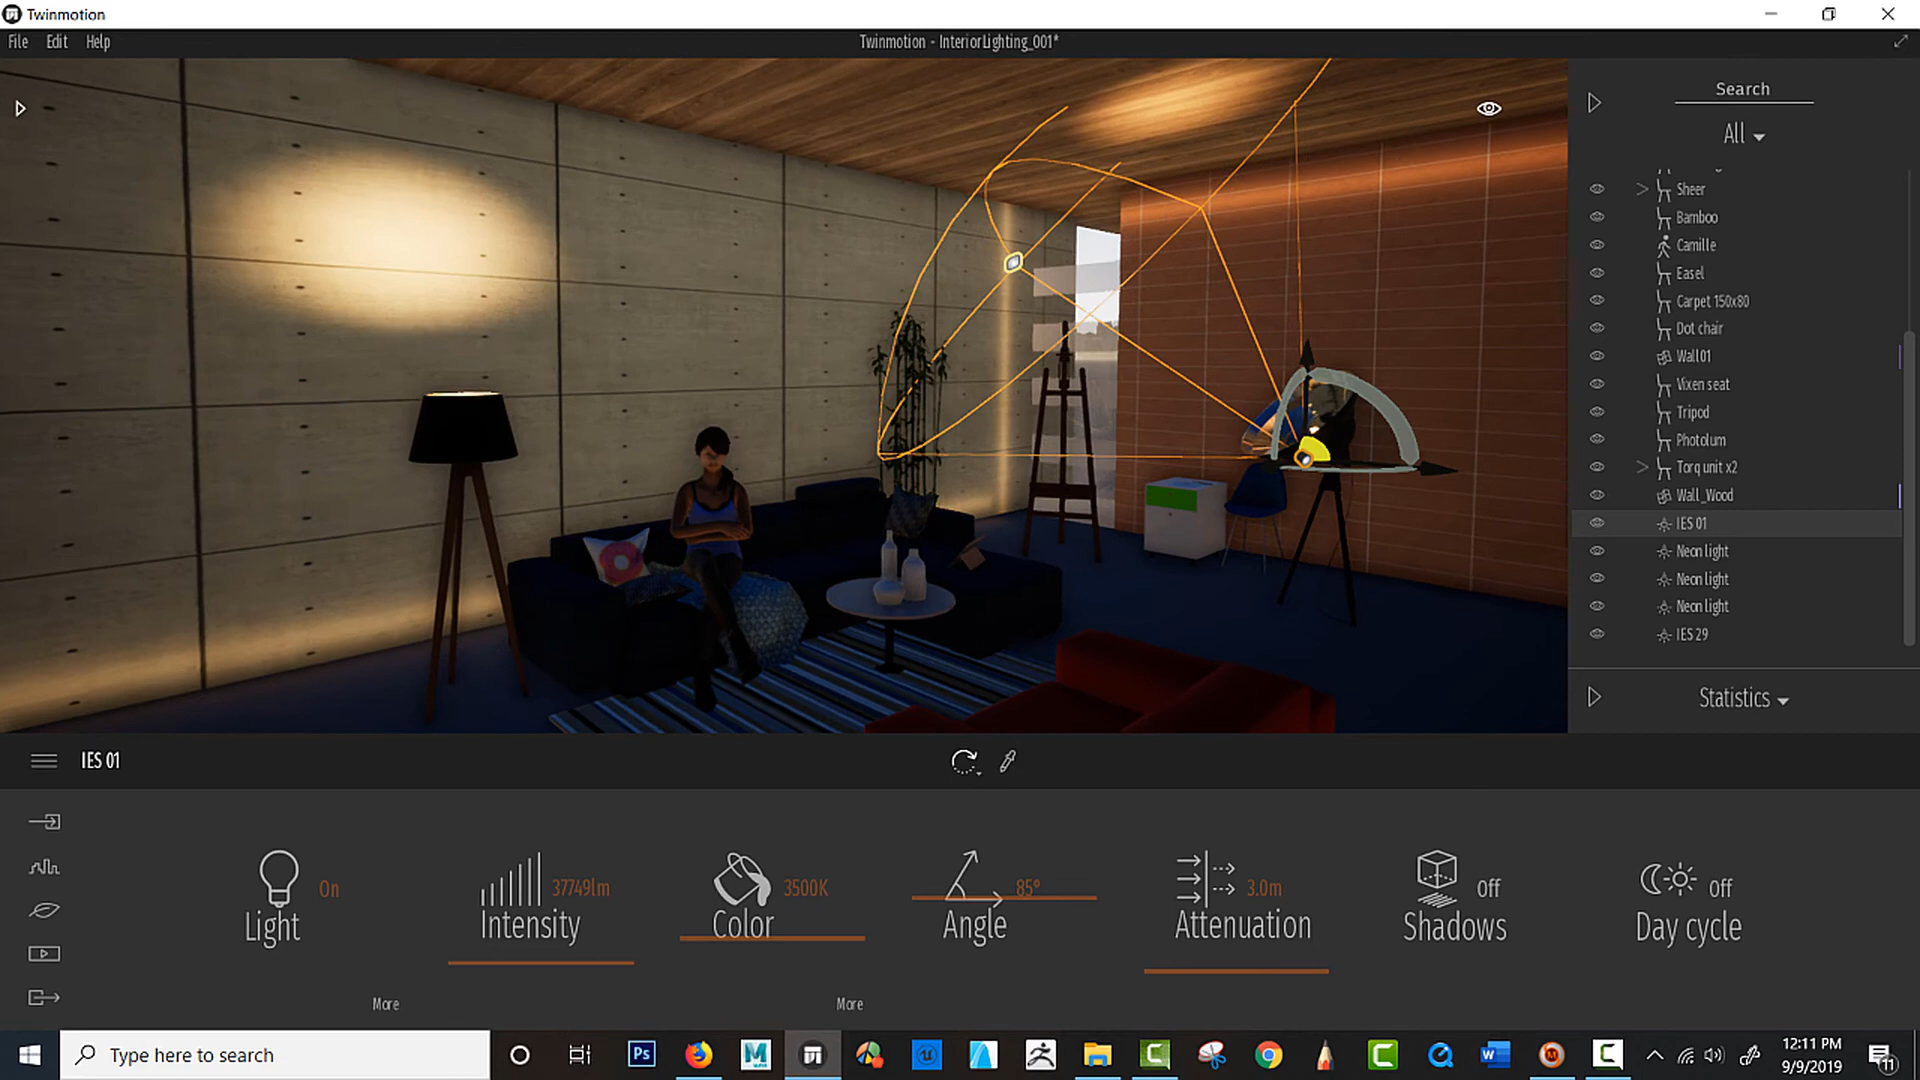 Twinmotion
File Edit Help
Twinmotion - InteriorLighting_001*
Search
All
Sheer
Bamboo
Camille
Easel
Carpet 150x80
Dot chair
Wall01
Vixen seat
Tripod
Photolum
Torq unit x2
Wall_Wood
IES 01
Neon light
Neon light
Neon light
IES 29
Statistics
IES 01
Light On
Intensity 37749lm
Color 3500K
Angle 85°
Attenuation 3.0m
Shadows Off
Day cycle Off
More
More
Type here to search
Ps
M
W
12:11 PM
9/9/2019
11